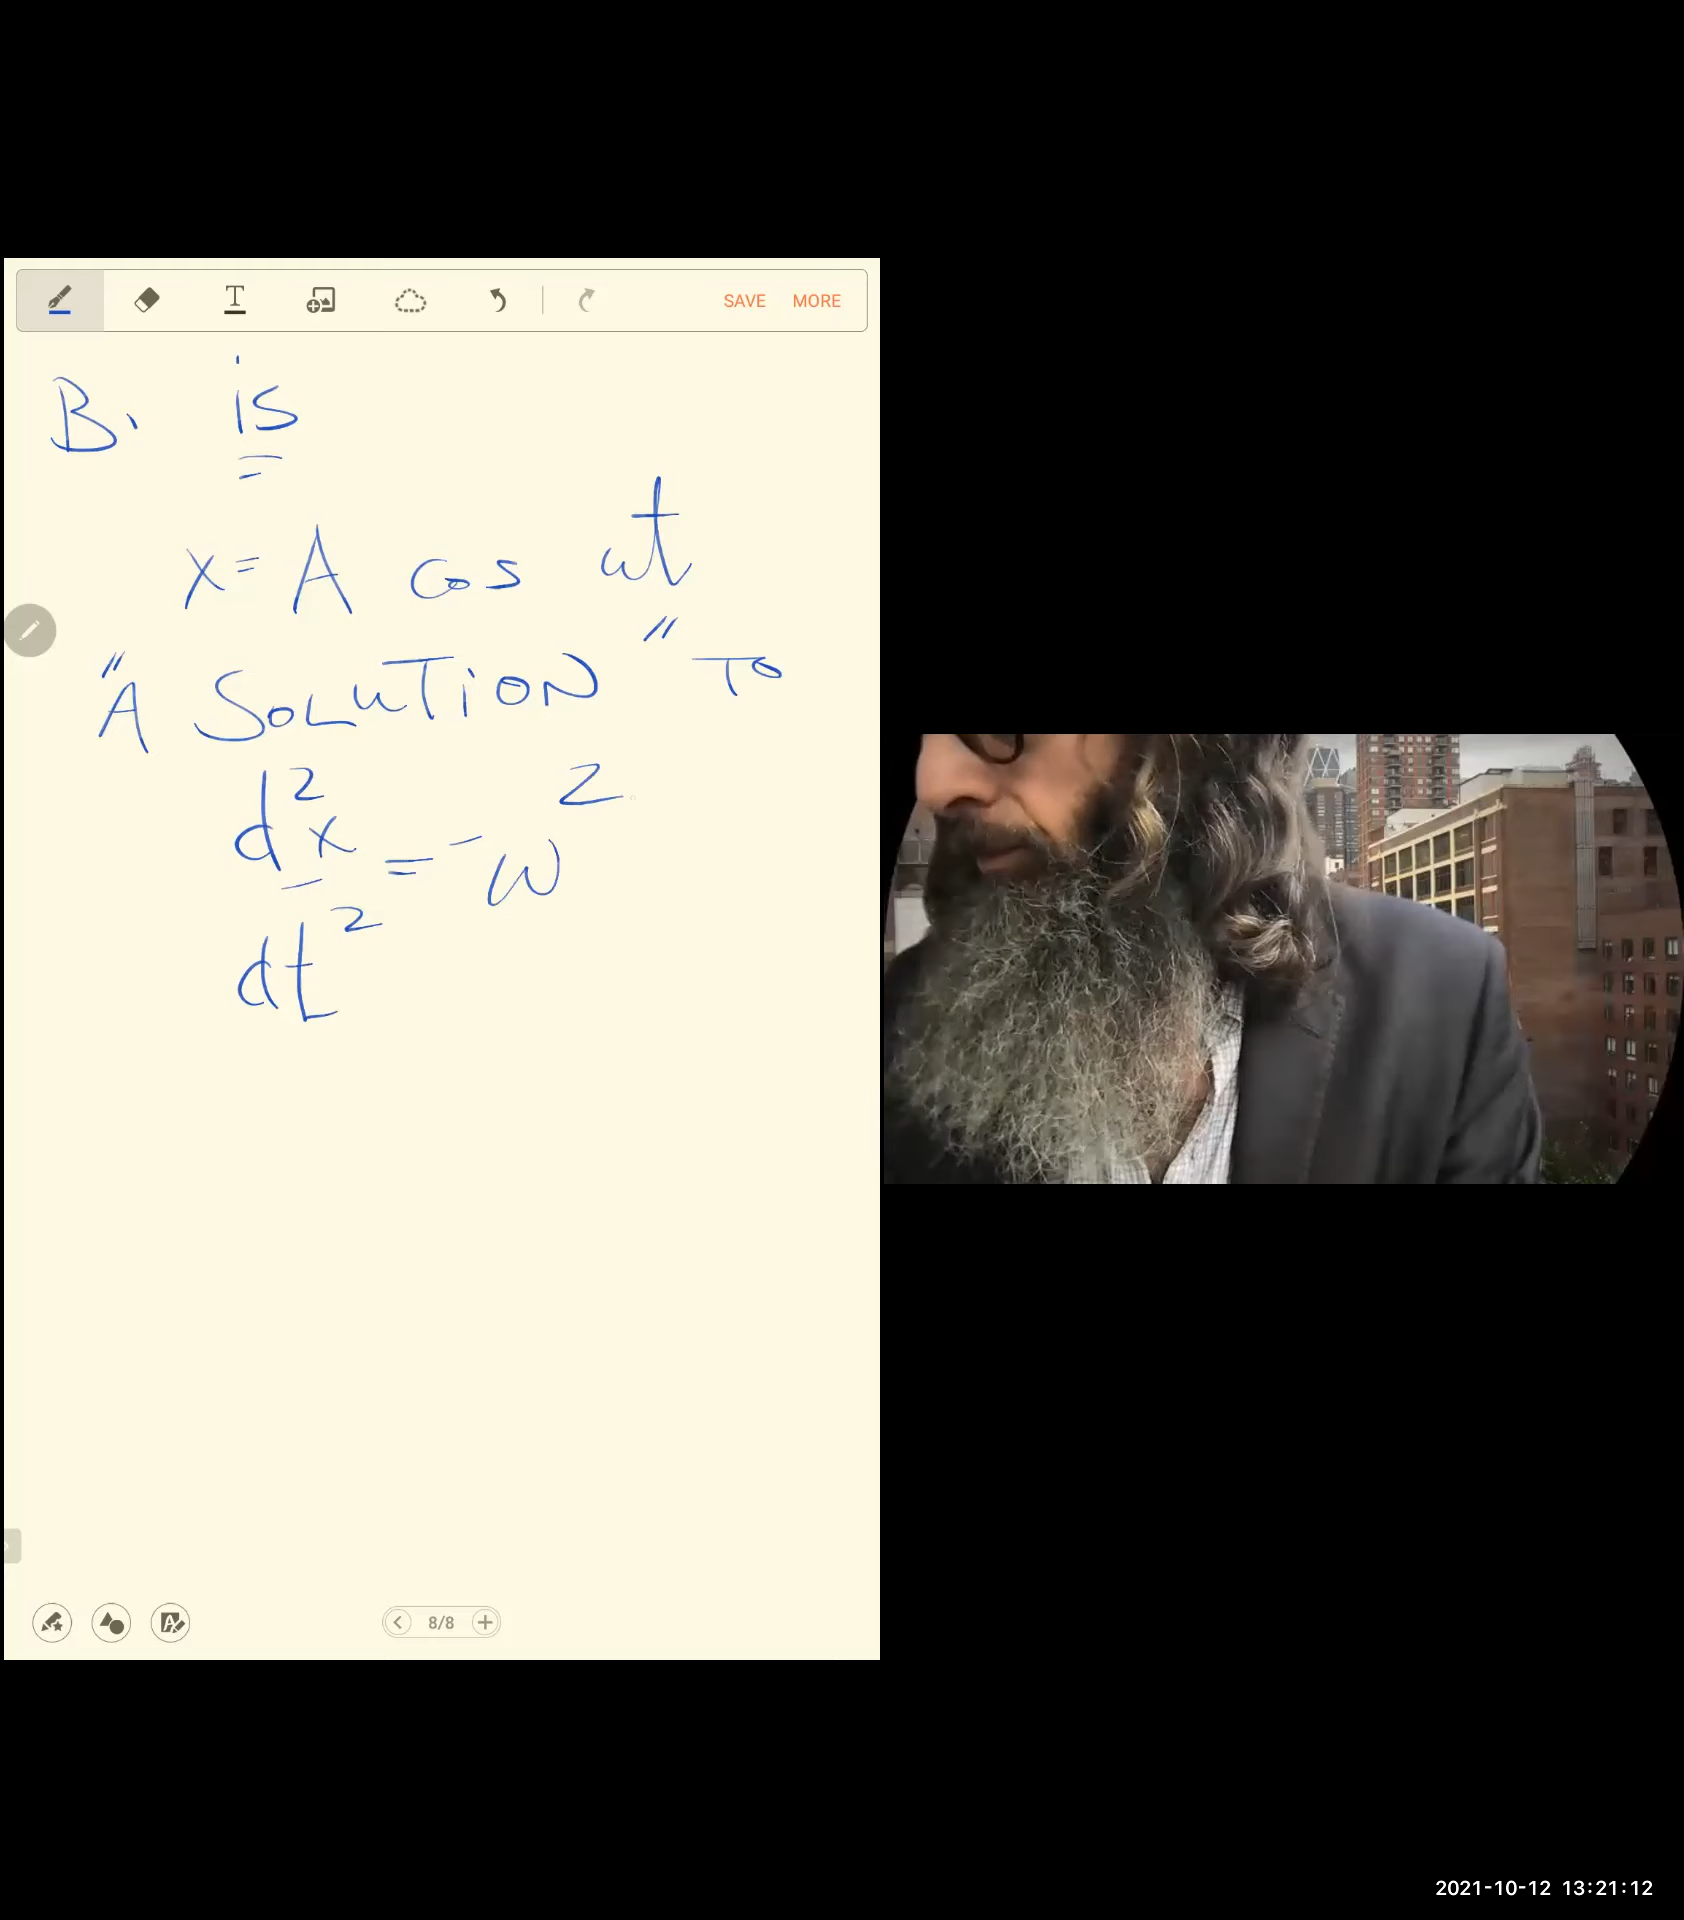 SAVE MORE
B. is
x = A cos ωt
"A SOLUTION" TO
d²x = -ω²
dt²
8/8
2021-10-12 13:21:12